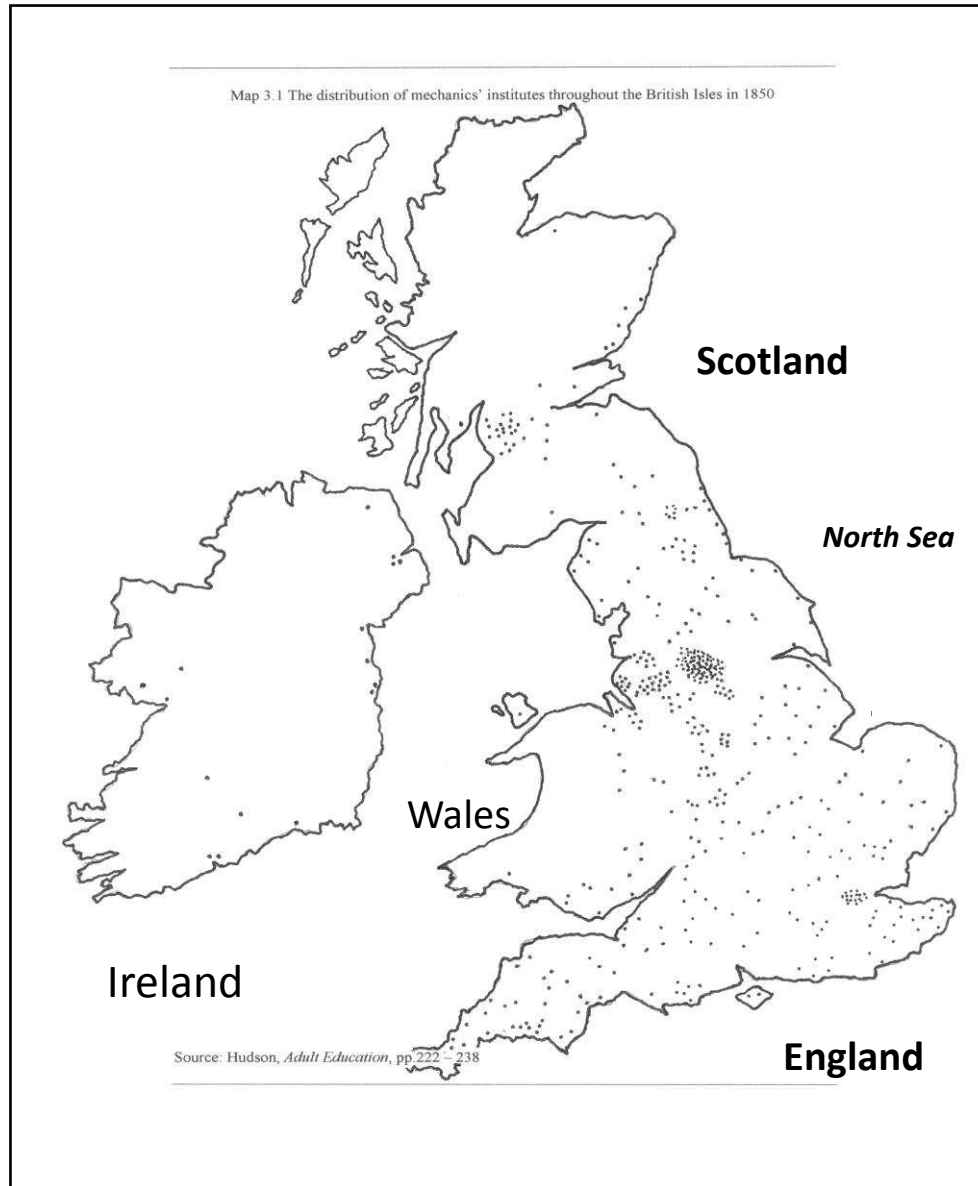 Map 3.1 The distribution of mechanics' institutes throughout the British Isles in 1850
Scotland
North Sea
Wales
Ireland
England
Source: Hudson, Adult Education, pp.222 – 238